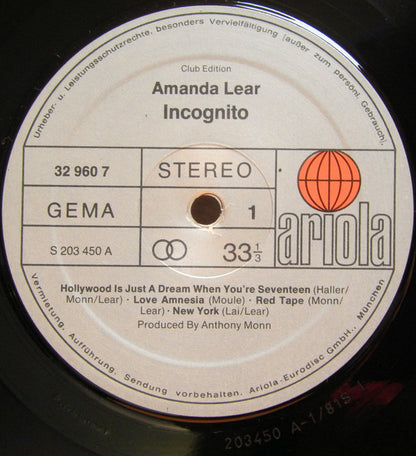 Urheber- u. Leistungsschutzrechte, besonders Vervielfältigung (außer zum persönl. Gebrauch),
Club Edition
Amanda Lear
Incognito
32 960 7
STEREO
GEMA
1
ariola
S 203 450 A
33 1/3
Hollywood Is Just A Dream When You're Seventeen (Haller/
Monn/Lear) · Love Amnesia (Moule) · Red Tape (Monn/
Lear) · New York (Lai/Lear)
Produced By Anthony Monn
Vermietung, Aufführung, Sendung vorbehalten. Ariola-Eurodisc GmbH., München
203450 A-1/81S